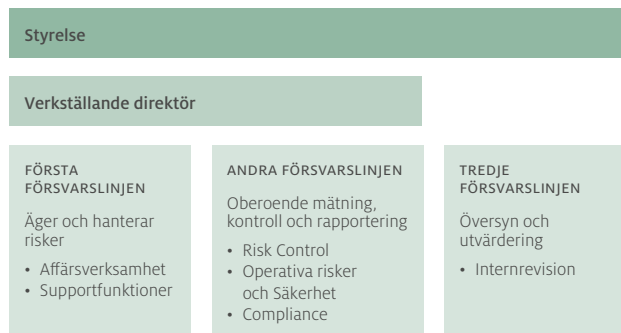 Styrelse
Verkställande direktör
FÖRSTA
FÖRSVARSLINJEN
Äger och hanterar
risker
• Affärsverksamhet
• Supportfunktioner
ANDRA FÖRSVARSLINJEN
Oberoende mätning,
kontroll och rapportering
• Risk Control
• Operativa risker
och Säkerhet
• Compliance
TREDJE
FÖRSVARSLINJEN
Översyn och
utvärdering
• Internrevision